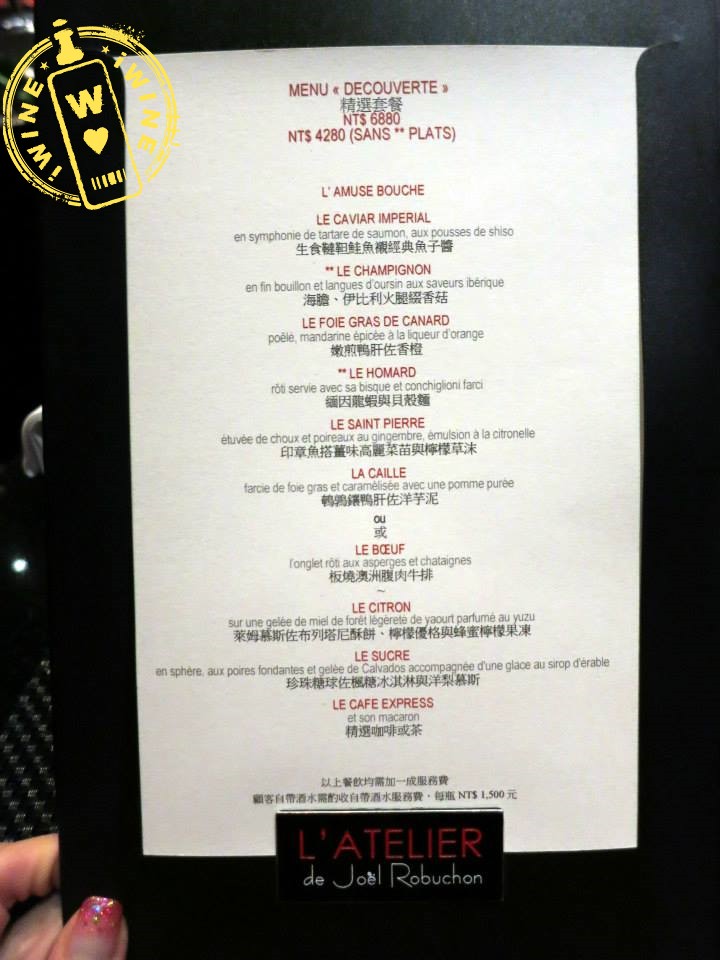 iWINE
iWINE
W
MENU « DECOUVERTE »
精選套餐
NT$ 6880
NT$ 4280 (SANS ** PLATS)
L' AMUSE BOUCHE
LE CAVIAR IMPERIAL
en symphonie de tartare de saumon, aux pousses de shiso
生食韃靼鮭魚襯經典魚子醬
** LE CHAMPIGNON
en fin bouillon et langues d'oursin aux saveurs ibérique
海膽、伊比利火腿綴香菇
LE FOIE GRAS DE CANARD
poêlé, mandarine épicée à la liqueur d'orange
嫩煎鴨肝佐香橙
** LE HOMARD
rôti servie avec sa bisque et conchiglioni farci
緬因龍蝦與貝殼麵
LE SAINT PIERRE
étuvée de choux et poireaux au gingembre, émulsion à la citronelle
印章魚搭薑味高麗菜苗與檸檬草沫
LA CAILLE
farcie de foie gras et caramélisée avec une pomme purée
鵪鶉鑲鴨肝佐洋芋泥
ou
或
LE BŒUF
l'onglet rôti aux asperges et chataignes
板燒澳洲腹肉牛排
~
LE CITRON
sur une gelée de miel de forêt légèreté de yaourt parfumé au yuzu
萊姆慕斯佐布列塔尼酥餅、檸檬優格與蜂蜜檸檬果凍
LE SUCRE
en sphère, aux poires fondantes et gelée de Calvados accompagnée d'une glace au sirop d'érable
珍珠糖球佐楓糖冰淇淋與洋梨慕斯
LE CAFE EXPRESS
et son macaron
精選咖啡或茶
以上餐飲均需加一成服務費
顧客自帶酒水需酌收自帶酒水服務費，每瓶 NT$ 1,500 元
L'ATELIER
de Joël Robuchon